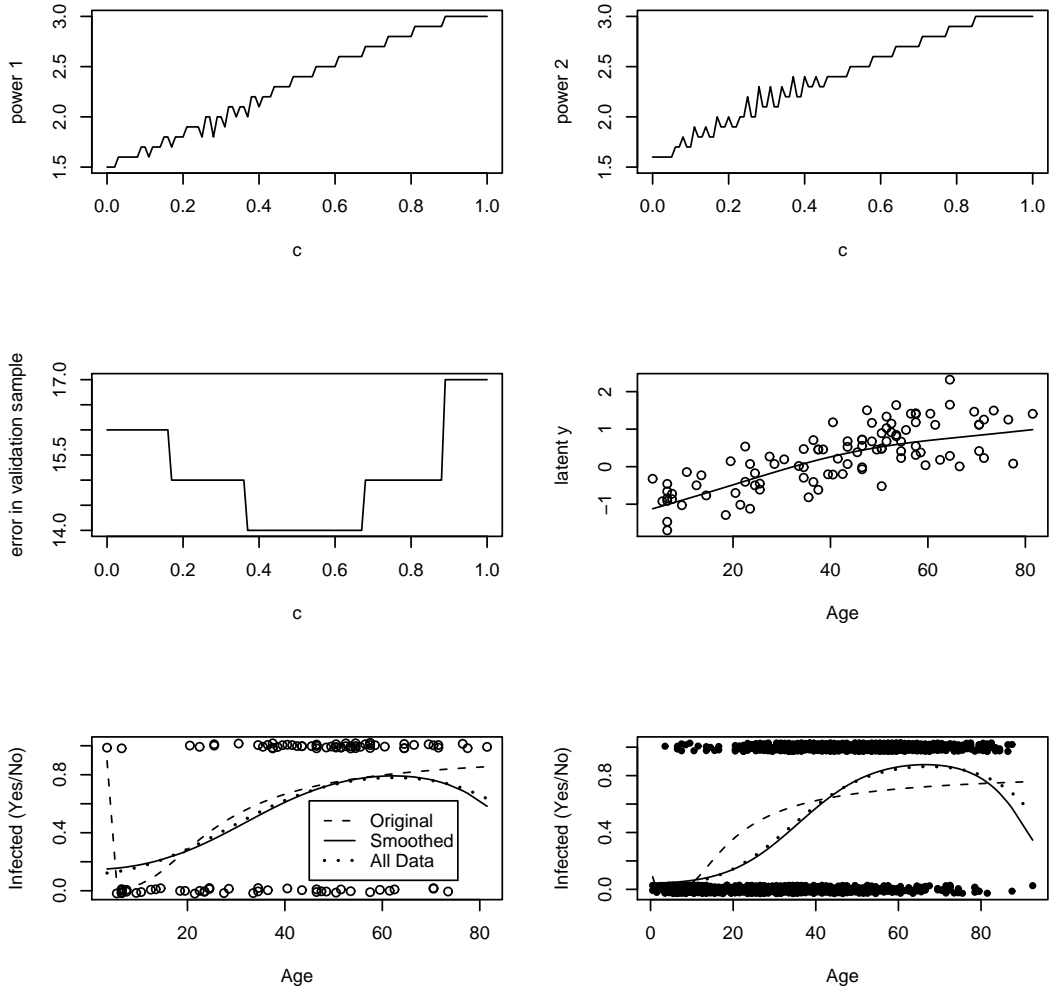 power 1
1.5 2.0 2.5 3.0
0.0 0.2 0.4 0.6 0.8 1.0
c
power 2
1.5 2.0 2.5 3.0
0.0 0.2 0.4 0.6 0.8 1.0
c
error in validation sample
14.0 15.5 17.0
0.0 0.2 0.4 0.6 0.8 1.0
c
latent y
−1 0 1 2
20 40 60 80
Age
Infected (Yes/No)
0.0 0.4 0.8
Original
Smoothed
All Data
20 40 60 80
Age
Infected (Yes/No)
0.0 0.4 0.8
0 20 40 60 80
Age